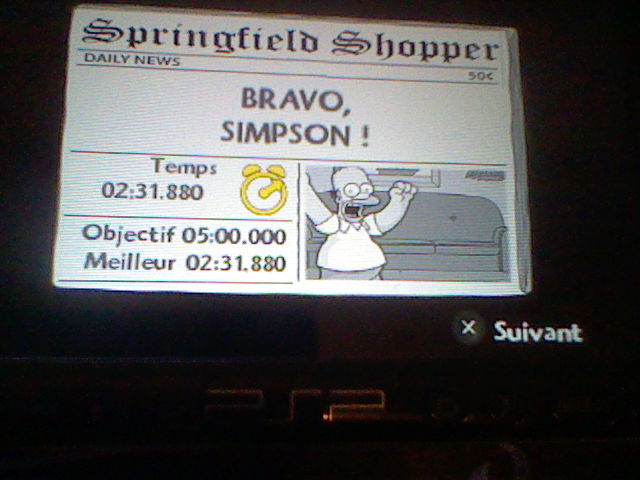 Springfield Shopper
DAILY NEWS
50¢
BRAVO,
SIMPSON !
Temps
02:31.880
Objectif 05:00.000
Meilleur 02:31.880
X Suivant
PS2